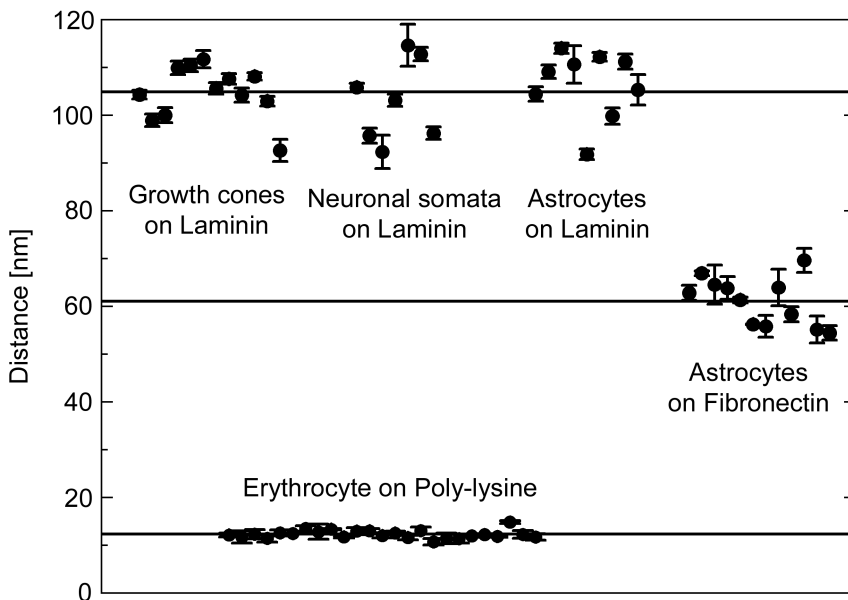 120
100
80
60
40
20
0
Distance [nm]
Growth cones
on Laminin
Neuronal somata
on Laminin
Astrocytes
on Laminin
Astrocytes
on Fibronectin
Erythrocyte on Poly-lysine